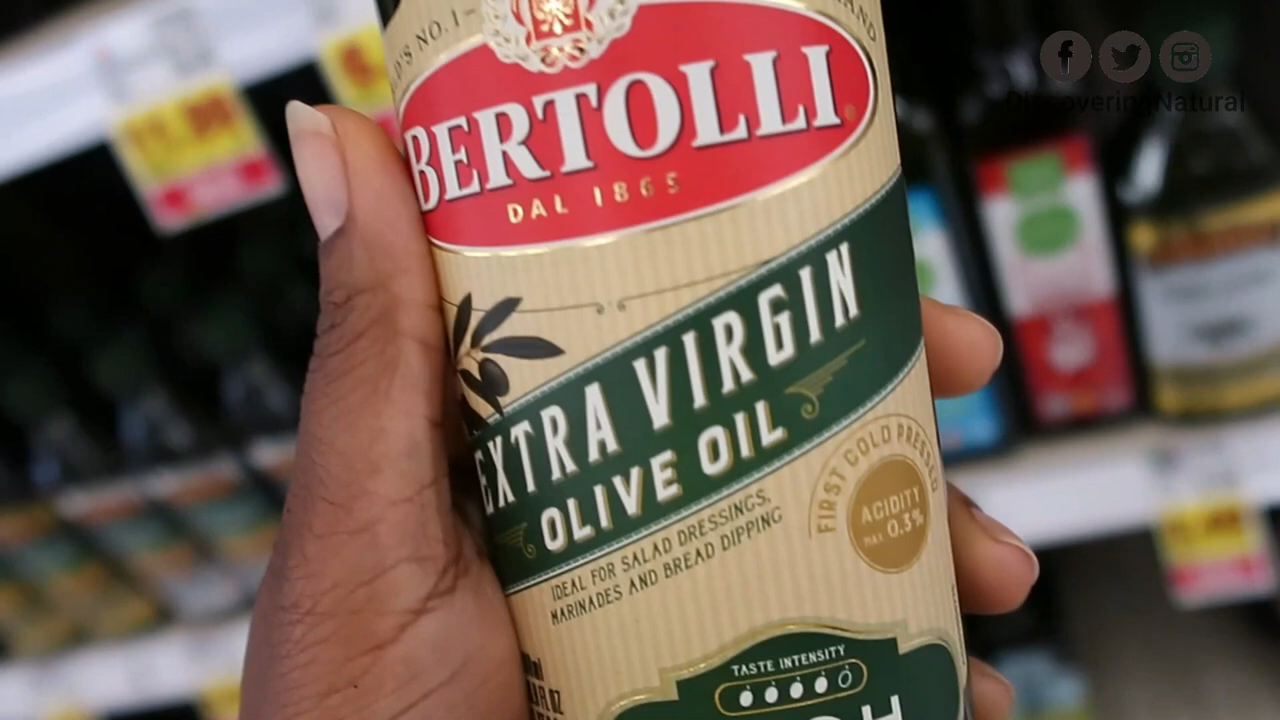 BERTOLLI
DAL 1865
EXTRA VIRGIN
OLIVE OIL
FIRST COLD PRESSED
ACIDITY
MAX 0.3%
IDEAL FOR SALAD DRESSINGS,
MARINADES AND BREAD DIPPING
TASTE INTENSITY
DiscoveringNatural